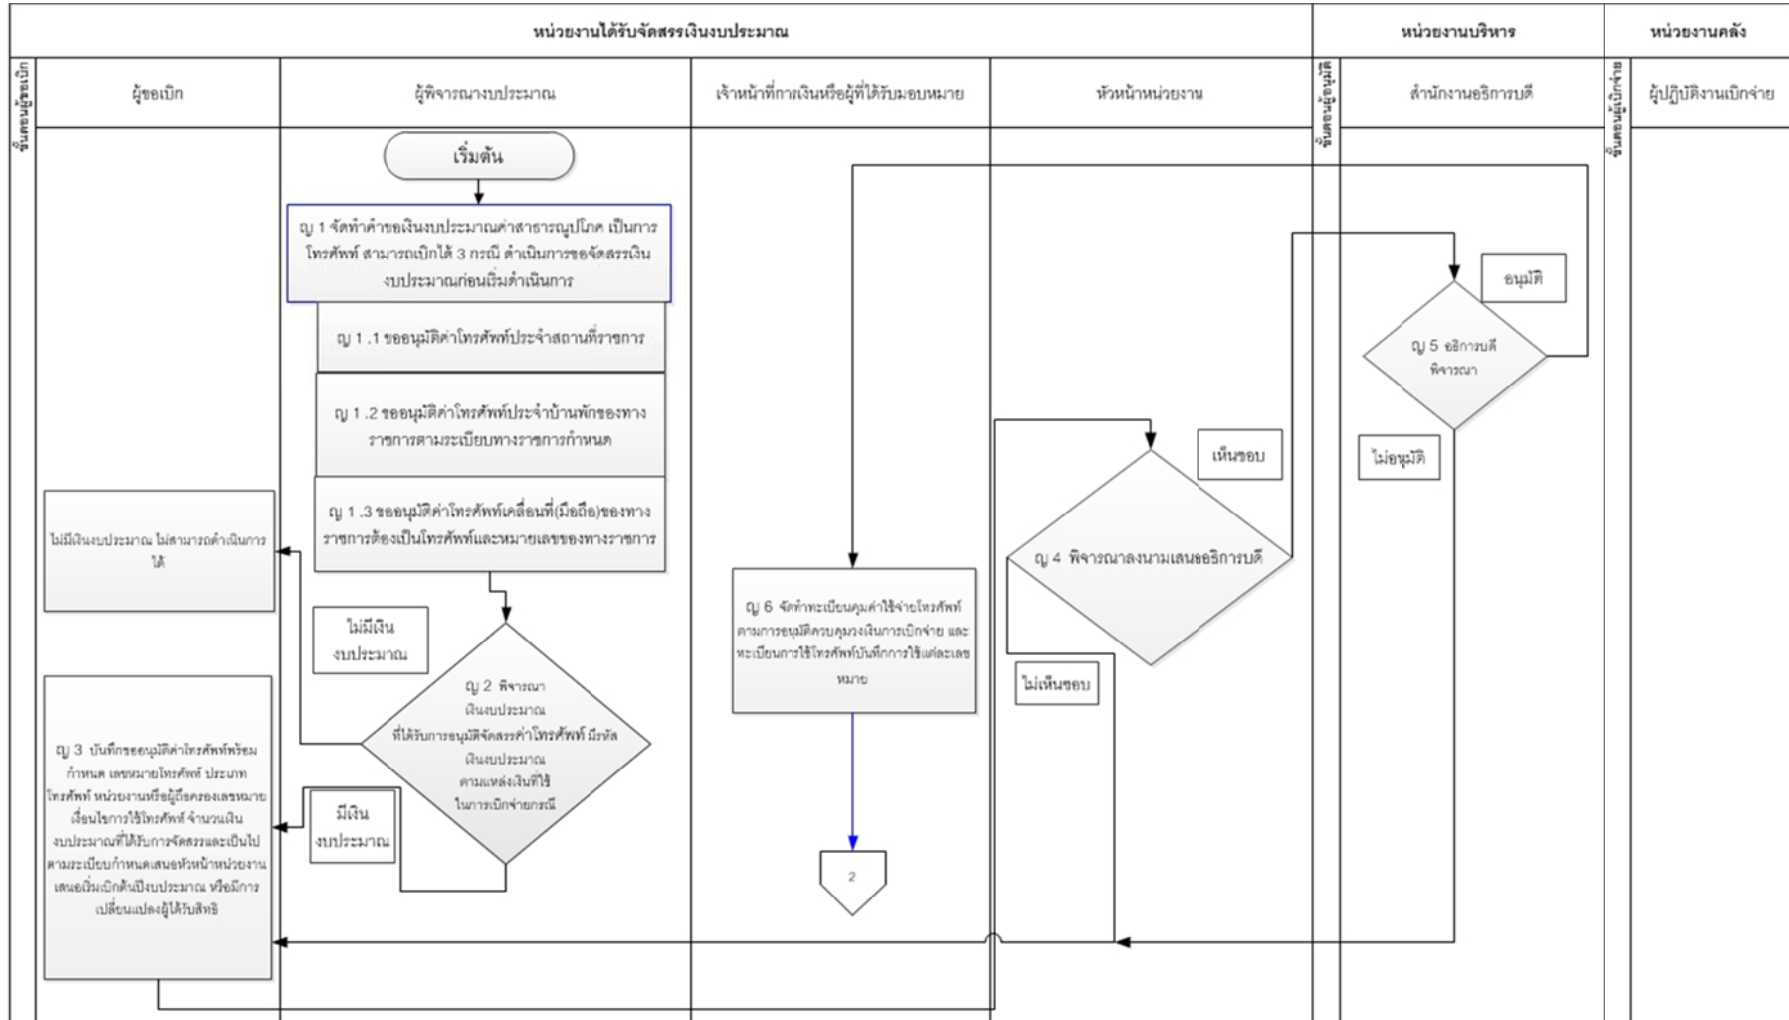 หน่วยงานได้รับจัดสรรเงินงบประมาณ
หน่วยงานบริหาร
หน่วยงานคลัง
ขั้นตอนผู้ขอเบิก
ผู้ขอเบิก
ผู้พิจารณางบประมาณ
เจ้าหน้าที่การเงินหรือผู้ที่ได้รับมอบหมาย
หัวหน้าหน่วยงาน
ขั้นตอนผู้อนุมัติ
สำนักงานอธิการบดี
ขั้นตอนผู้เบิกจ่าย
ผู้ปฏิบัติงานเบิกจ่าย
เริ่มต้น
ญ 1 จัดทำคำขอเงินงบประมาณค่าสาธารณูปโภค เป็นการ
โทรศัพท์ สามารถเบิกได้ 3 กรณี ดำเนินการขอจัดสรรเงิน
งบประมาณก่อนเริ่มดำเนินการ
ญ 1 .1 ขออนุมัติค่าโทรศัพท์ประจำสถานที่ราชการ
ญ 1 .2 ขออนุมัติค่าโทรศัพท์ประจำบ้านพักของทาง
ราชการตามระเบียบทางราชการกำหนด
ญ 1 .3 ขออนุมัติค่าโทรศัพท์เคลื่อนที่(มือถือ)ของทาง
ราชการต้องเป็นโทรศัพท์และหมายเลขของทางราชการ
ไม่มีเงินงบประมาณ ไม่สามารถดำเนินการ
ได้
ไม่มีเงิน
งบประมาณ
ญ 2 พิจารณา
เงินงบประมาณ
ที่ได้รับการอนุมัติจัดสรรค่าโทรศัพท์ มีรหัส
เงินงบประมาณ
ตามแหล่งเงินที่ใช้
ในการเบิกจ่ายกรณี
มีเงิน
งบประมาณ
ญ 3 บันทึกขออนุมัติค่าโทรศัพท์พร้อม
กำหนด เลขหมายโทรศัพท์ ประเภท
โทรศัพท์ หน่วยงานหรือผู้ถือครองเลขหมาย
เงื่อนไขการใช้โทรศัพท์ จำนวนเงิน
งบประมาณที่ได้รับการจัดสรรและเป็นไป
ตามระเบียบกำหนดเสนอหัวหน้าหน่วยงาน
เสนอเริ่มเบิกต้นปีงบประมาณ หรือมีการ
เปลี่ยนแปลงผู้ได้รับสิทธิ
ญ 4 พิจารณาลงนามเสนออธิการบดี
เห็นชอบ
ไม่เห็นชอบ
ญ 5 อธิการบดี
พิจารณา
อนุมัติ
ไม่อนุมัติ
ญ 6 จัดทำทะเบียนคุมค่าใช้จ่ายโทรศัพท์
ตามการอนุมัติควบคุมวงเงินการเบิกจ่าย และ
ทะเบียนการใช้โทรศัพท์บันทึกการใช้แต่ละเลข
หมาย
2